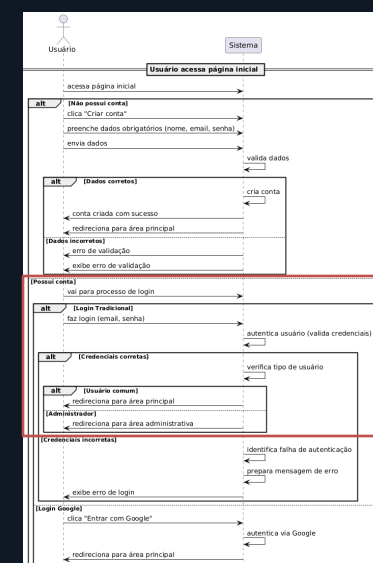 Usuário
Sistema
Usuário acessa página inicial
acessa página inicial
alt [Não possui conta]
clica "Criar conta"
preenche dados obrigatórios (nome, email, senha)
envia dados
valida dados
alt [Dados corretos]
cria conta
conta criada com sucesso
redireciona para área principal
[Dados incorretos]
erro de validação
exibe erro de validação
[Possui conta]
vai para processo de login
alt [Login Tradicional]
faz login (email, senha)
autentica usuário (valida credenciais)
alt [Credenciais corretas]
verifica tipo de usuário
alt [Usuário comum]
redireciona para área principal
[Administrador]
redireciona para área administrativa
[Credenciais incorretas]
identifica falha de autenticação
prepara mensagem de erro
exibe erro de login
[Login Google]
clica "Entrar com Google"
autentica via Google
redireciona para área principal